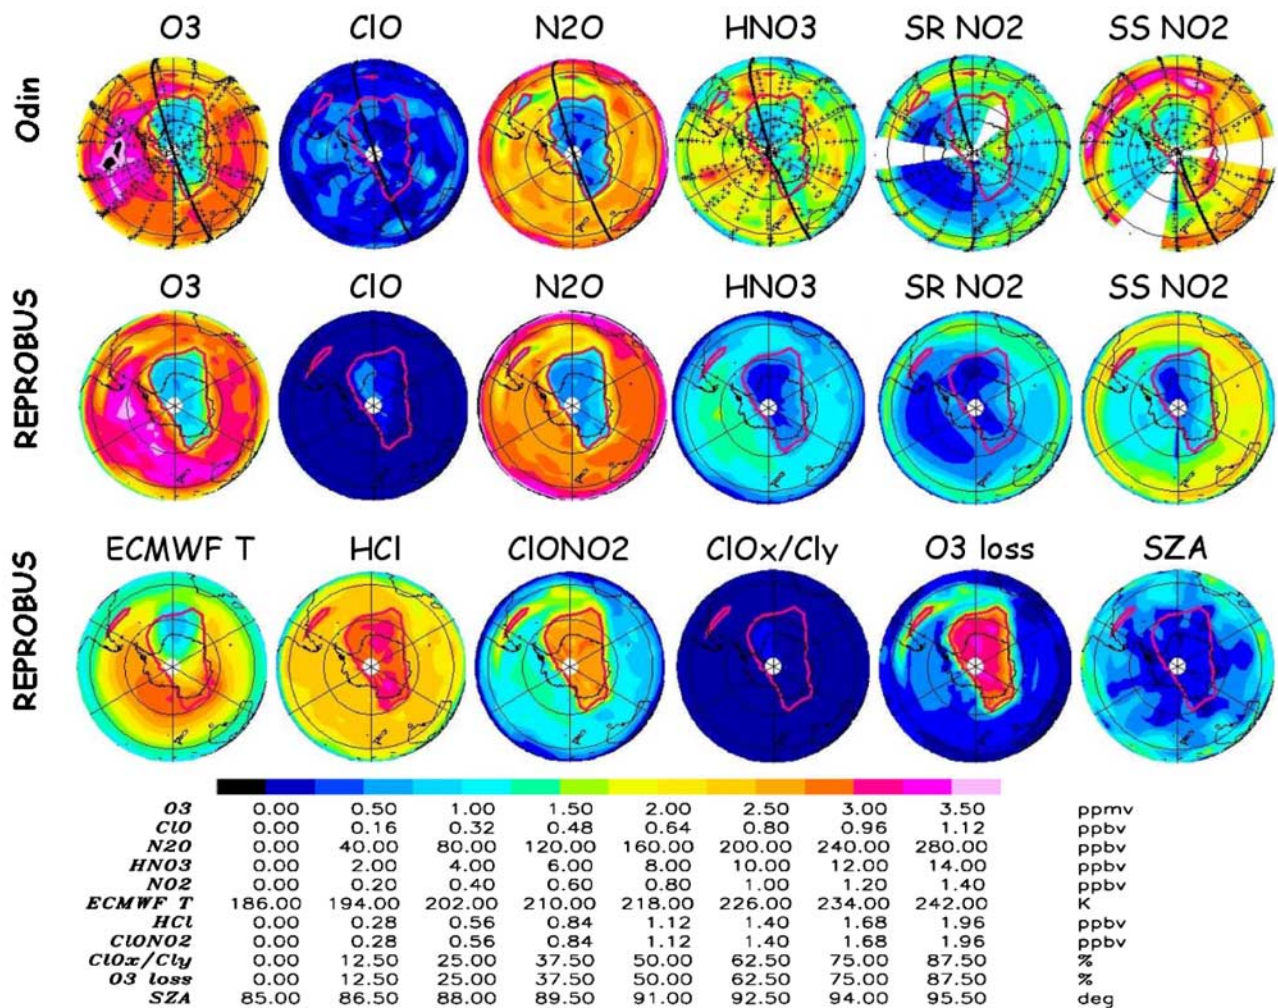 O3 ClO N2O HNO3 SR NO2 SS NO2
Odin
O3 ClO N2O HNO3 SR NO2 SS NO2
REPROBUS
ECMWF T HCl ClONO2 ClOx/Cly O3 loss SZA
REPROBUS
O3 0.00 0.50 1.00 1.50 2.00 2.50 3.00 3.50 ppmv
ClO 0.00 0.16 0.32 0.48 0.64 0.80 0.96 1.12 ppbv
N2O 0.00 40.00 80.00 120.00 160.00 200.00 240.00 280.00 ppbv
HNO3 0.00 2.00 4.00 6.00 8.00 10.00 12.00 14.00 ppbv
NO2 0.00 0.20 0.40 0.60 0.80 1.00 1.20 1.40 ppbv
ECMWF T 186.00 194.00 202.00 210.00 218.00 226.00 234.00 242.00 K
HCl 0.00 0.28 0.56 0.84 1.12 1.40 1.68 1.96 ppbv
ClONO2 0.00 0.28 0.56 0.84 1.12 1.40 1.68 1.96 ppbv
ClOx/Cly 0.00 12.50 25.00 37.50 50.00 62.50 75.00 87.50 %
O3 loss 0.00 12.50 25.00 37.50 50.00 62.50 75.00 87.50 %
SZA 85.00 86.50 88.00 89.50 91.00 92.50 94.00 95.50 deg